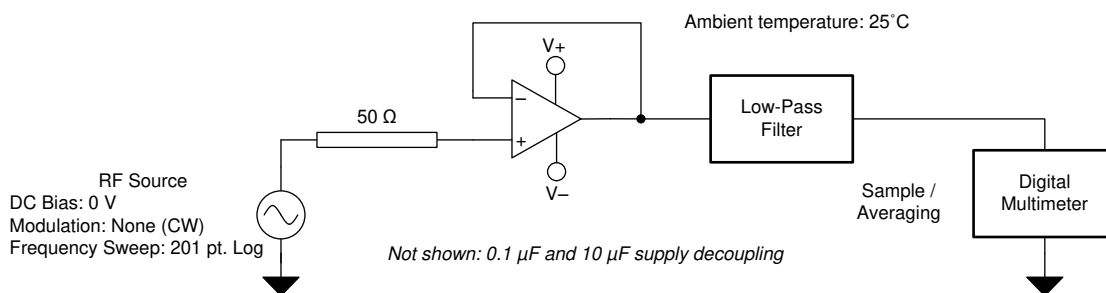 Ambient temperature: 25˚C
V+
−
50 Ω
+
Low-Pass
Filter
V−
RF Source
DC Bias: 0 V
Modulation: None (CW)
Frequency Sweep: 201 pt. Log
Sample /
Averaging
Digital
Multimeter
Not shown: 0.1 µF and 10 µF supply decoupling